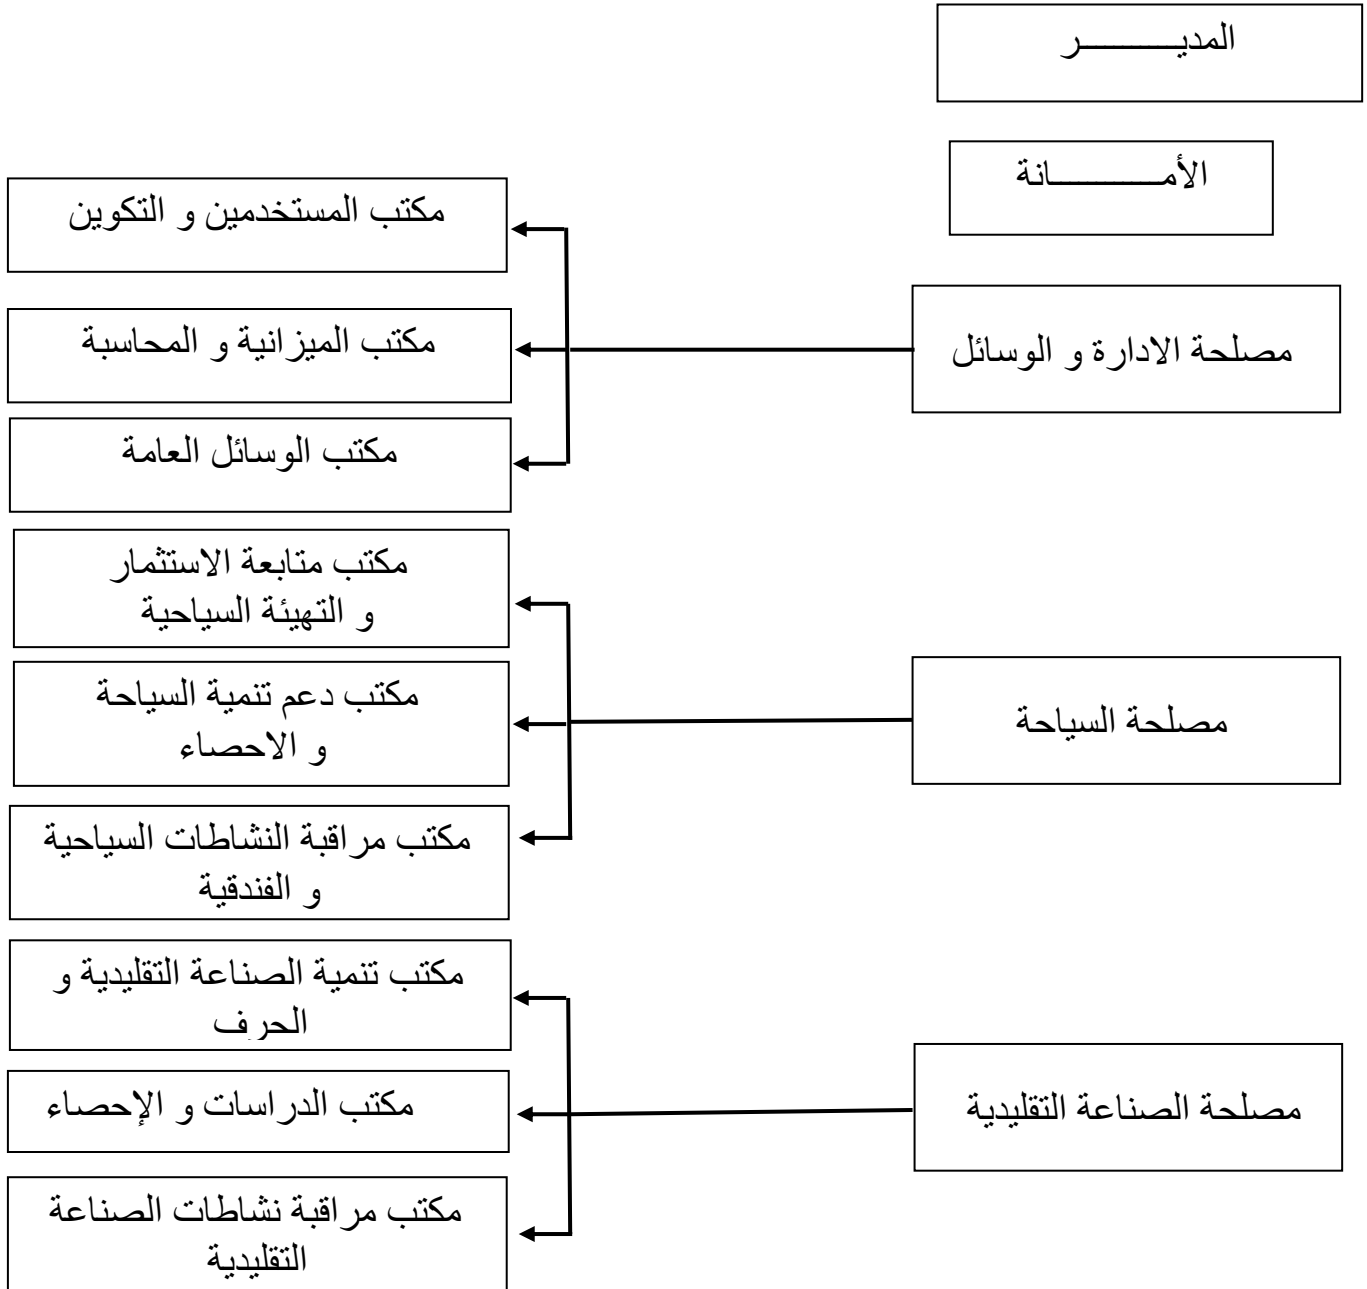 المديـــــــــر
الأمـــــــــانة
مصلحة الادارة و الوسائل
مكتب المستخدمين و التكوين
مكتب الميزانية و المحاسبة
مكتب الوسائل العامة
مصلحة السياحة
مكتب متابعة الاستثمار
و التهيئة السياحية
مكتب دعم تنمية السياحة
و الاحصاء
مكتب مراقبة النشاطات السياحية
و الفندقية
مصلحة الصناعة التقليدية
مكتب تنمية الصناعة التقليدية و
الحرف
مكتب الدراسات و الإحصاء
مكتب مراقبة نشاطات الصناعة
التقليدية